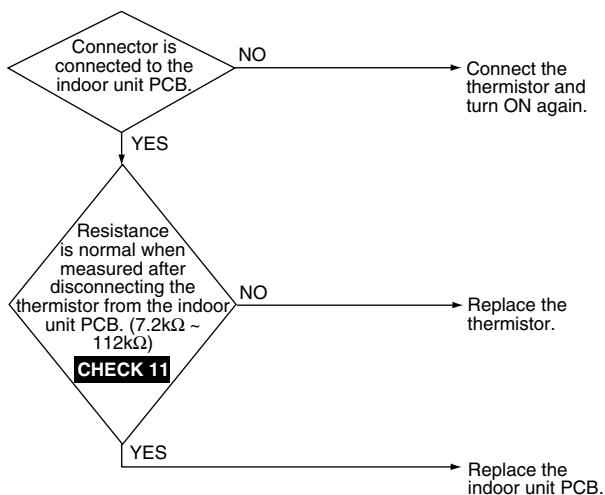 Connector is
connected to the
indoor unit PCB.
NO
Connect the
thermistor and
turn ON again.
YES
Resistance
is normal when
measured after
disconnecting the
thermistor from the indoor
unit PCB. (7.2kΩ ~
112kΩ)
CHECK 11
NO
Replace the
thermistor.
YES
Replace the
indoor unit PCB.